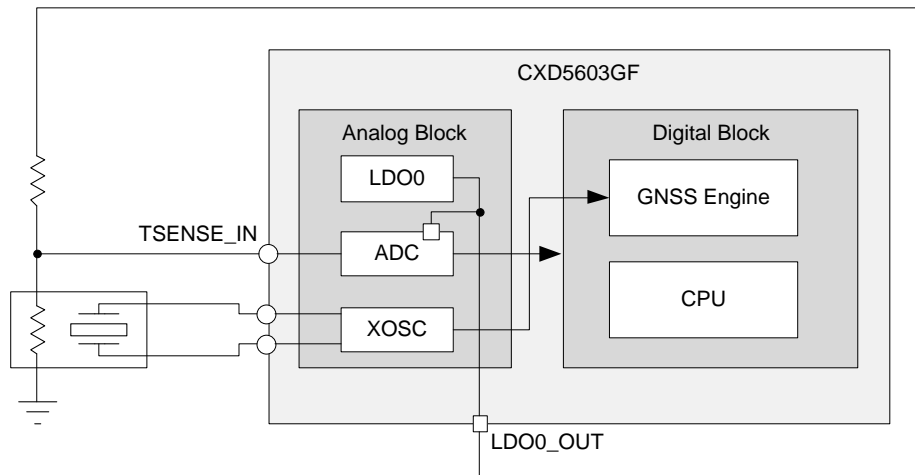 CXD5603GF
Analog Block
Digital Block
LDO0
GNSS Engine
TSENSE_IN
ADC
CPU
XOSC
LDO0_OUT